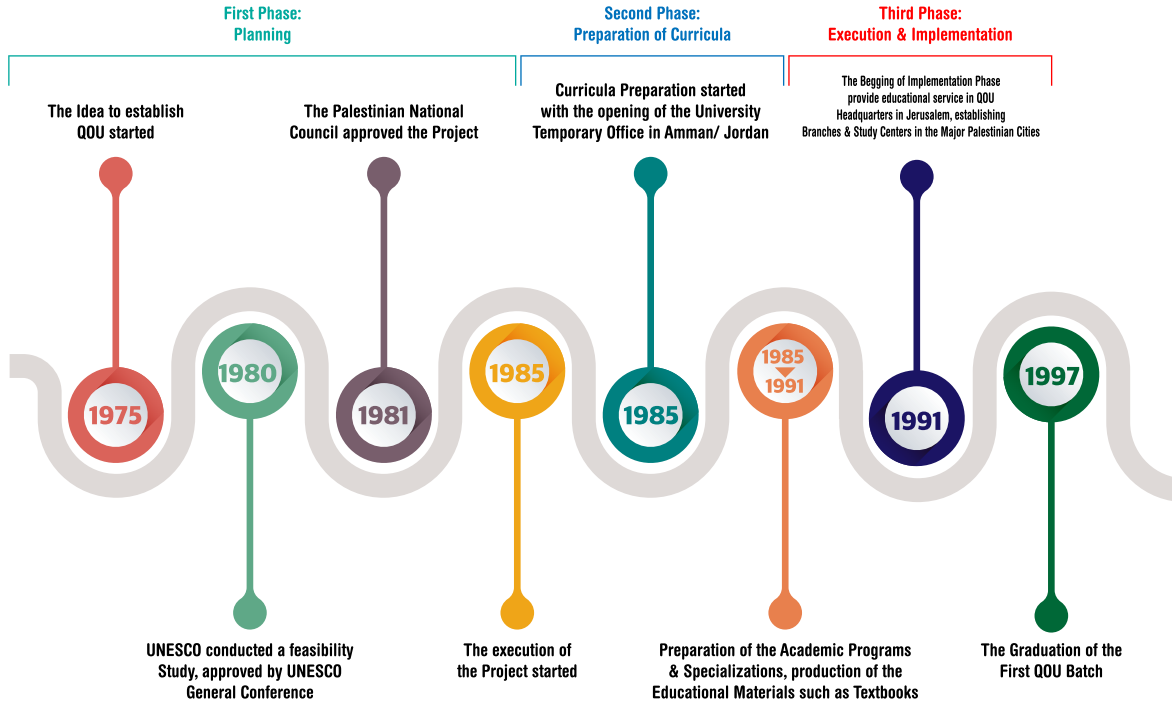 First Phase:
Planning
Second Phase:
Preparation of Curricula
Third Phase:
Execution & Implementation
The Idea to establish
QOU started
The Palestinian National
Council approved the Project
Curricula Preparation started
with the opening of the University
Temporary Office in Amman/ Jordan
The Begging of Implementation Phase
provide educational service in QOU
Headquarters in Jerusalem, establishing
Branches & Study Centers in the Major Palestinian Cities
1975
1980
1981
1985
1985
1985
1991
1991
1997
UNESCO conducted a feasibility
Study, approved by UNESCO
General Conference
The execution of
the Project started
Preparation of the Academic Programs
& Specializations, production of the
Educational Materials such as Textbooks
The Graduation of the
First QOU Batch